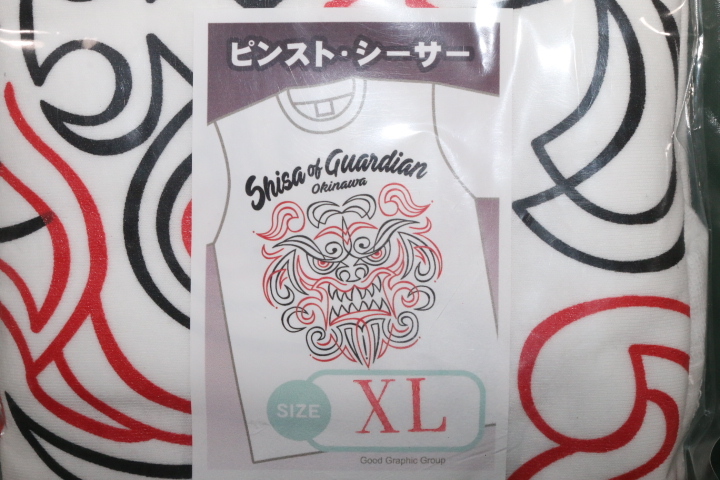 ピンスト・シーサー
Shisa of Guardian
Okinawa
SIZE
XL
Good Graphic Group